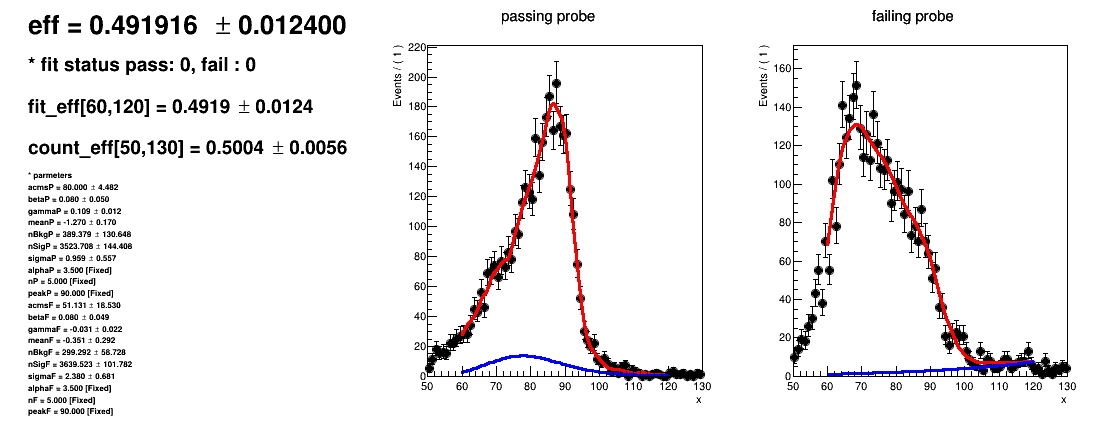 eff = 0.491916 ± 0.012400
* fit status pass: 0, fail : 0
fit_eff[60,120] = 0.4919 ± 0.0124
count_eff[50,130] = 0.5004 ± 0.0056
* parmeters
acmsP = 80.000 ± 4.482
betaP = 0.080 ± 0.050
gammaP = 0.109 ± 0.012
meanP = -1.270 ± 0.170
nBkgP = 389.379 ± 130.648
nSigP = 3523.708 ± 144.408
sigmaP = 0.959 ± 0.557
alphaP = 3.500 [Fixed]
nP = 5.000 [Fixed]
peakP = 90.000 [Fixed]
acmsF = 51.131 ± 18.530
betaF = 0.080 ± 0.049
gammaF = -0.031 ± 0.022
meanF = -0.351 ± 0.292
nBkgF = 299.292 ± 58.728
nSigF = 3639.523 ± 101.782
sigmaF = 2.380 ± 0.681
alphaF = 3.500 [Fixed]
nF = 5.000 [Fixed]
peakF = 90.000 [Fixed]
passing probe
Events / ( 1 )
220
200
180
160
140
120
100
80
60
40
20
0
50 60 70 80 90 100 110 120 130
x
failing probe
Events / ( 1 )
160
140
120
100
80
60
40
20
0
50 60 70 80 90 100 110 120 130
x